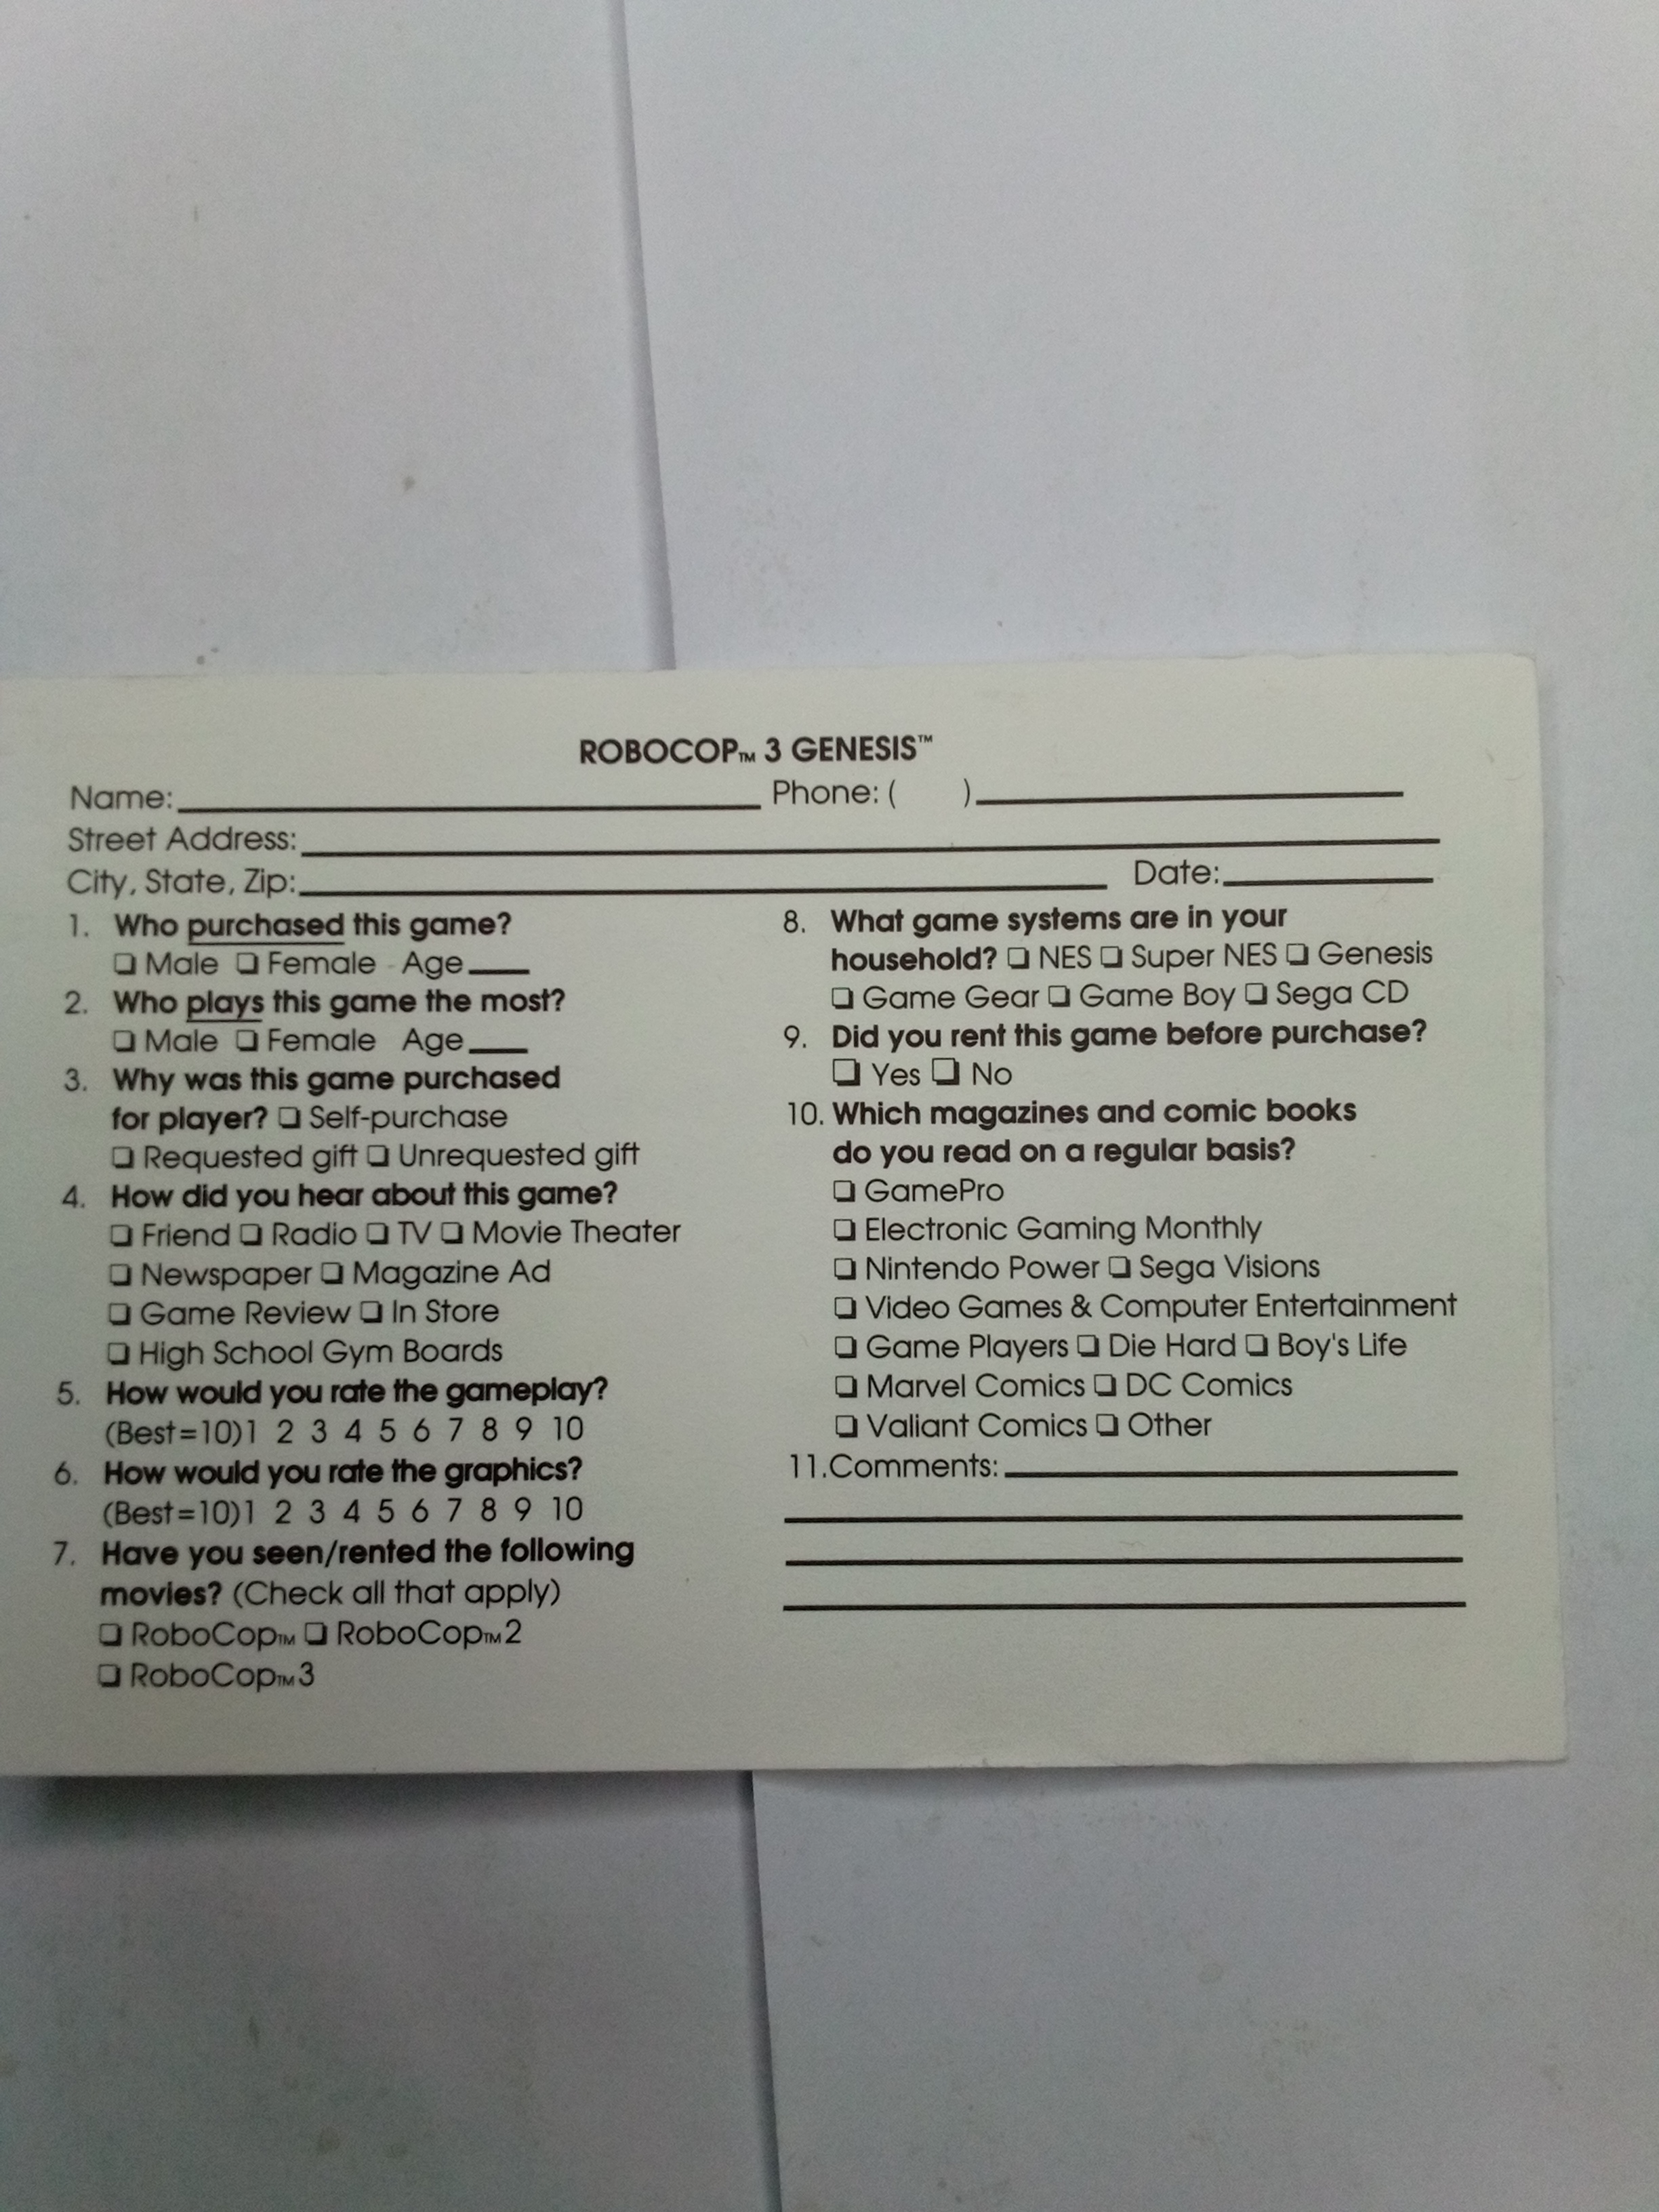 ROBOCOP™ 3 GENESIS™
Name: Phone: ( )
Street Address:
City, State, Zip: Date:
1. Who purchased this game?
❏ Male ❏ Female Age
2. Who plays this game the most?
❏ Male ❏ Female Age
3. Why was this game purchased
for player? ❏ Self-purchase
❏ Requested gift ❏ Unrequested gift
4. How did you hear about this game?
❏ Friend ❏ Radio ❏ TV ❏ Movie Theater
❏ Newspaper ❏ Magazine Ad
❏ Game Review ❏ In Store
❏ High School Gym Boards
5. How would you rate the gameplay?
(Best=10)1 2 3 4 5 6 7 8 9 10
6. How would you rate the graphics?
(Best=10)1 2 3 4 5 6 7 8 9 10
7. Have you seen/rented the following
movies? (Check all that apply)
❏ RoboCop™ ❏ RoboCop™2
❏ RoboCop™3
8. What game systems are in your
household? ❏ NES ❏ Super NES ❏ Genesis
❏ Game Gear ❏ Game Boy ❏ Sega CD
9. Did you rent this game before purchase?
❏ Yes ❏ No
10. Which magazines and comic books
do you read on a regular basis?
❏ GamePro
❏ Electronic Gaming Monthly
❏ Nintendo Power ❏ Sega Visions
❏ Video Games & Computer Entertainment
❏ Game Players ❏ Die Hard ❏ Boy's Life
❏ Marvel Comics ❏ DC Comics
❏ Valiant Comics ❏ Other
11.Comments: